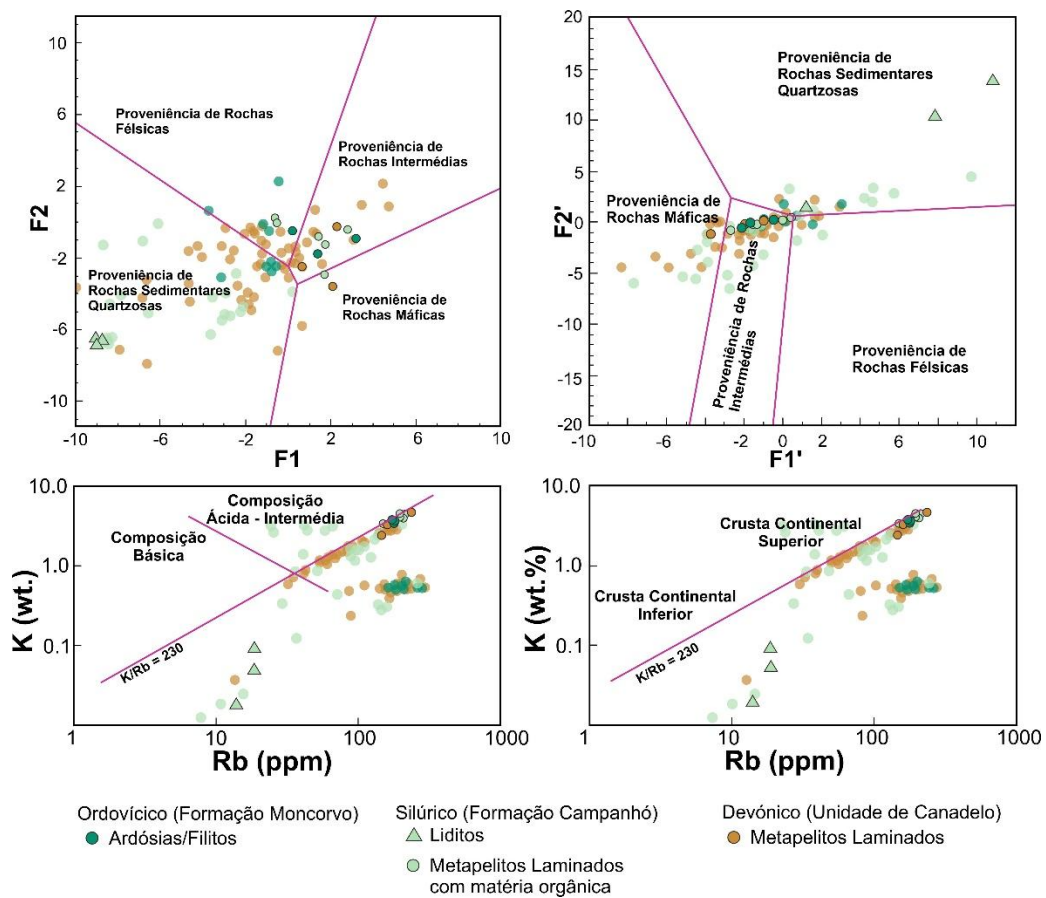 10
6
2
-2
-6
-10
F2
Proveniência de Rochas
Félsicas
Proveniência de
Rochas Intermédias
Proveniência de
Rochas Sedimentares
Quartzosas
Proveniência de
Rochas Máficas
-10
-6
-2
2
6
10
F1
20
15
10
5
0
-5
-10
-15
-20
F2'
Proveniência de
Rochas Sedimentares
Quartzosas
Proveniência de
Rochas Máficas
Proveniência de Rochas
Intermédias
Proveniência de
Rochas Félsicas
-10
-6
-2
0
2
6
10
F1'
10.0
1.0
0.1
K (wt.)
Composição
Ácida - Intermédia
Composição
Básica
K/Rb = 230
1
10
100
1000
Rb (ppm)
10.0
1.0
0.1
K (wt.%)
Crusta Continental
Superior
Crusta Continental
Inferior
K/Rb = 230
1
10
100
1000
Rb (ppm)
Ordovícico (Formação Moncorvo)
Ardósias/Filitos
Silúrico (Formação Campanhó)
Liditos
Metapelitos Laminados
com matéria orgânica
Devónico (Unidade de Canadelo)
Metapelitos Laminados